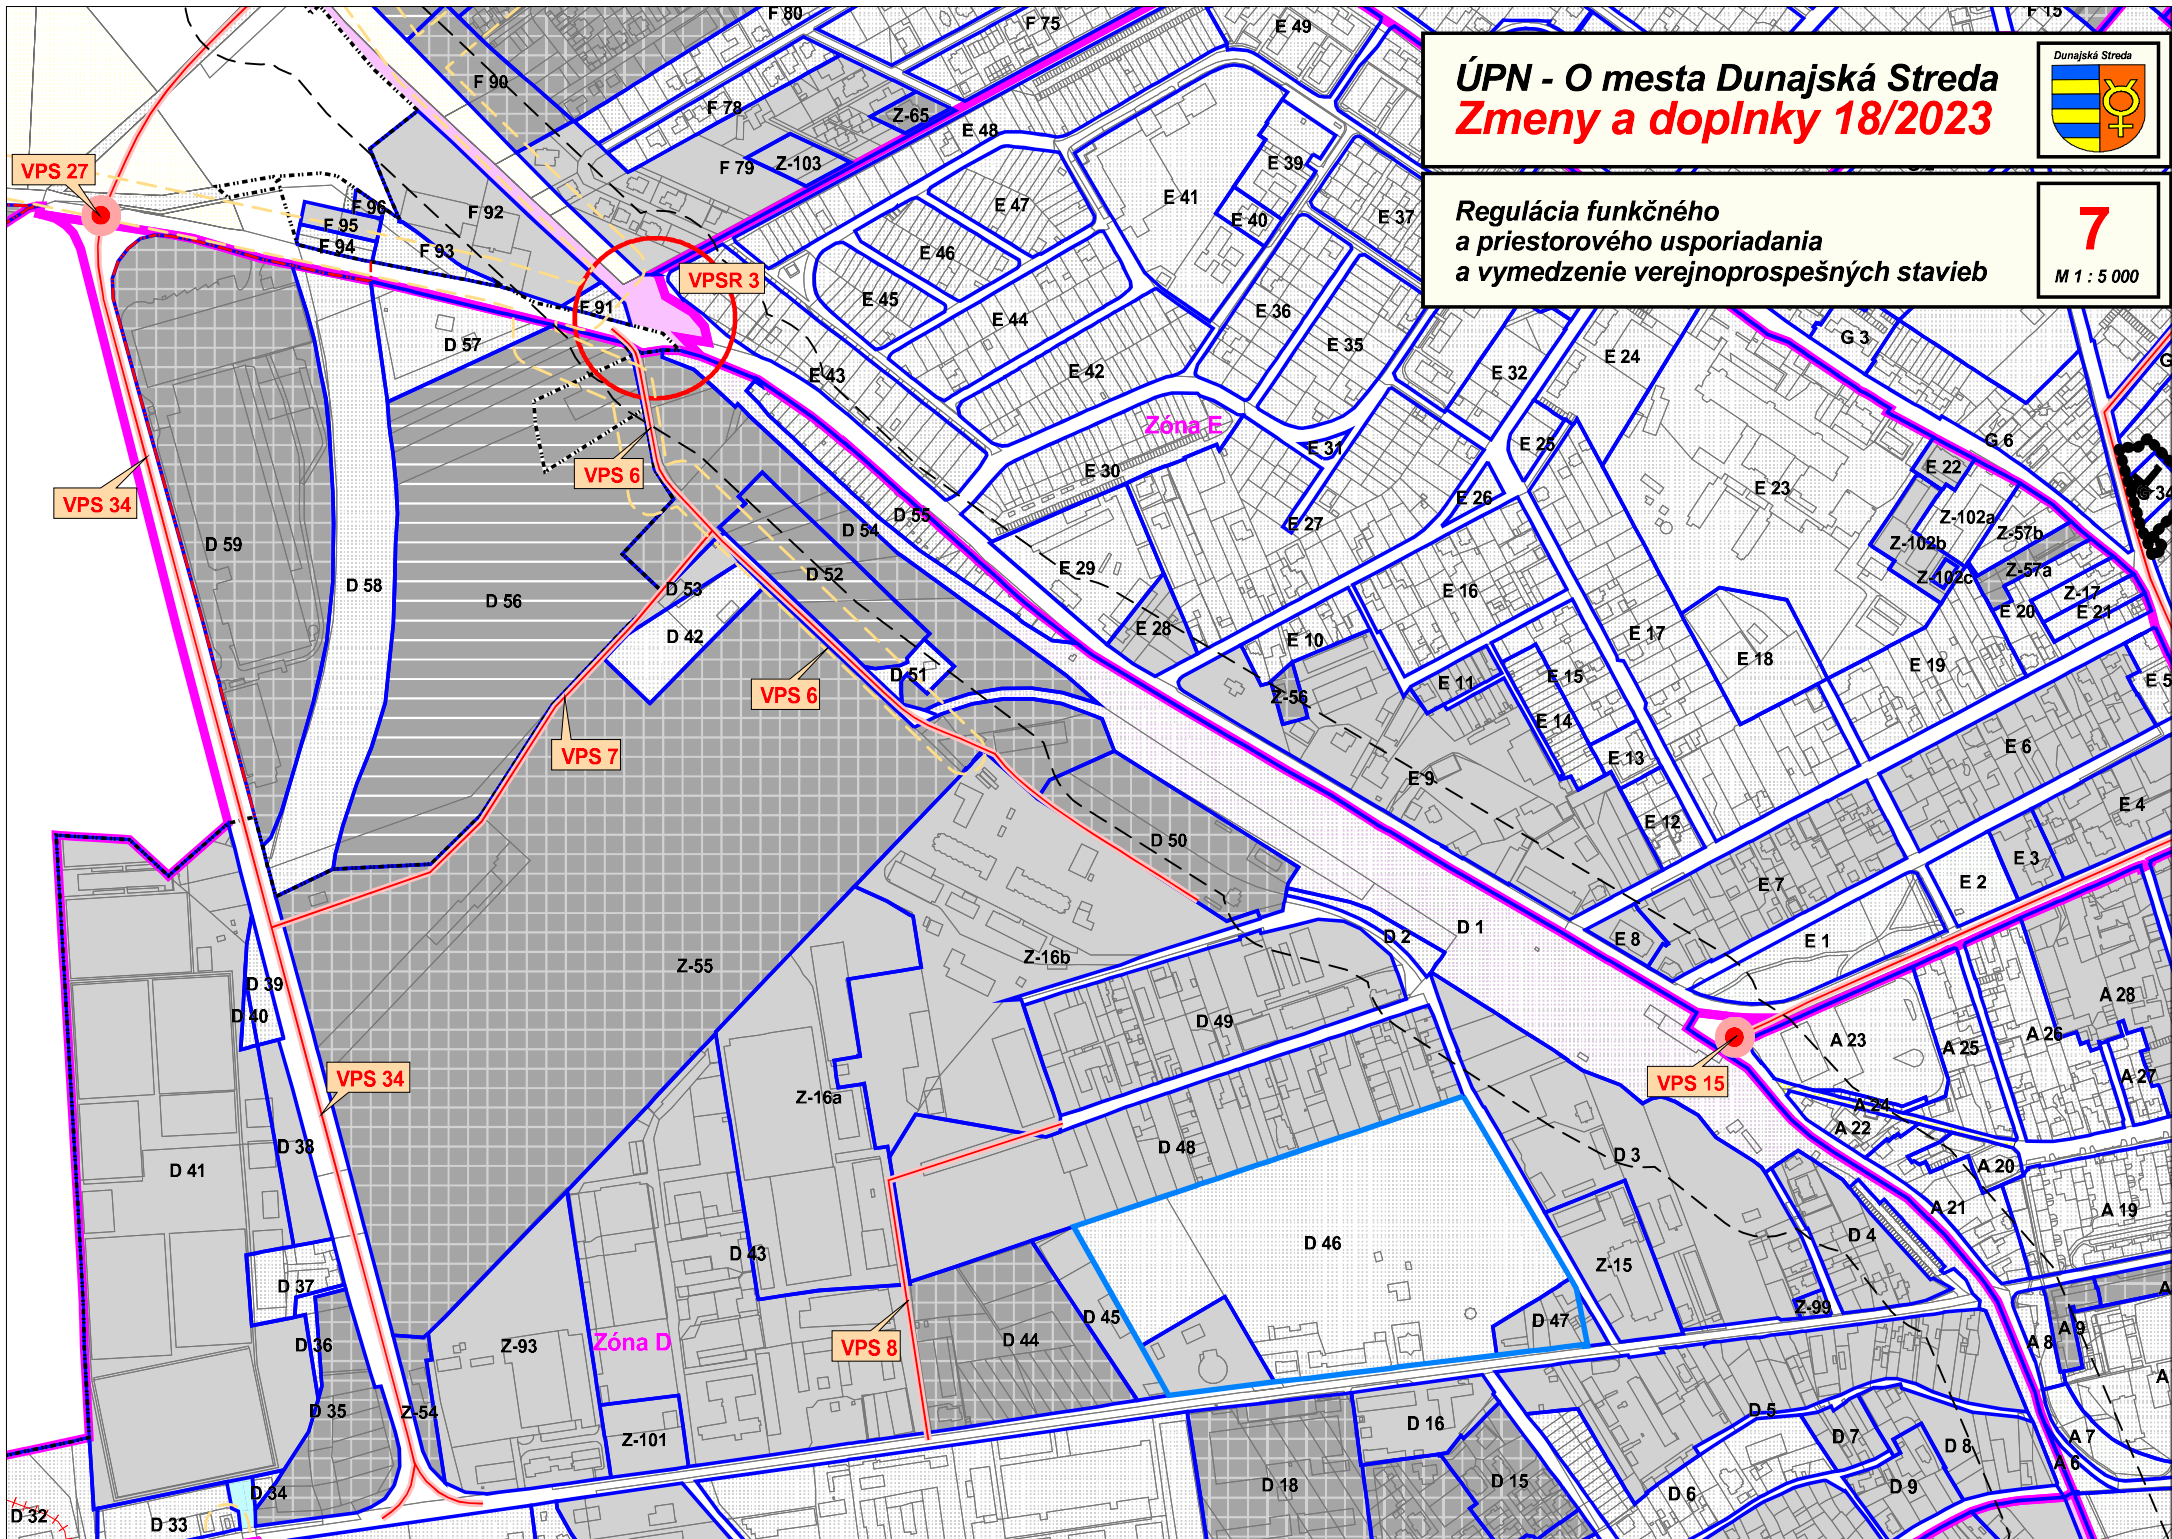 ÚPN - O mesta Dunajská Streda
Zmeny a doplnky 18/2023
Dunajská Streda
Regulácia funkčného
a priestorového usporiadania
a vymedzenie verejnoprospešných stavieb
7
M 1 : 5 000
F 80
F 75
E 49
F 15
F 90
F 78
Z-65
E 48
F 79
Z-103
E 39
E 41
E 47
E 40
E 37
VPS 27
F 96
F 95
F 94
F 92
F 93
E 46
VPSR 3
E 45
F 91
E 44
E 36
E 35
D 57
E 43
E 42
E 32
E 24
G 3
Zóna E
E 31
E 25
G 6
E 30
E 22
VPS 6
E 26
E 23
G 34
VPS 34
D 55
D 54
E 27
Z-102a
Z-57b
Z-102b
D 59
E 29
D 52
Z-57a
Z-102c
D 58
D 53
E 16
Z-17
D 56
E 20
E 21
D 42
E 28
E 10
E 17
E 18
E 19
D 51
E 11
E 15
E 5
VPS 6
Z-56
E 14
VPS 7
E 13
E 6
E 9
E 12
E 4
D 50
E 3
E 7
E 2
D 1
D 2
E 8
E 1
Z-16b
Z-55
D 39
D 40
D 49
A 28
A 23
A 25
A 26
VPS 34
VPS 15
A 27
Z-16a
A 24
A 22
D 38
D 48
D 3
D 41
A 20
A 21
A 19
D 43
D 46
D 4
Z-15
D 37
Z-99
D 45
D 47
D 44
D 36
Z-93
Zóna D
VPS 8
A 8
A 9
D 35
Z-54
D 16
D 5
Z-101
D 7
D 8
A 7
A 6
D 34
D 18
D 15
D 6
D 9
D 32
D 33